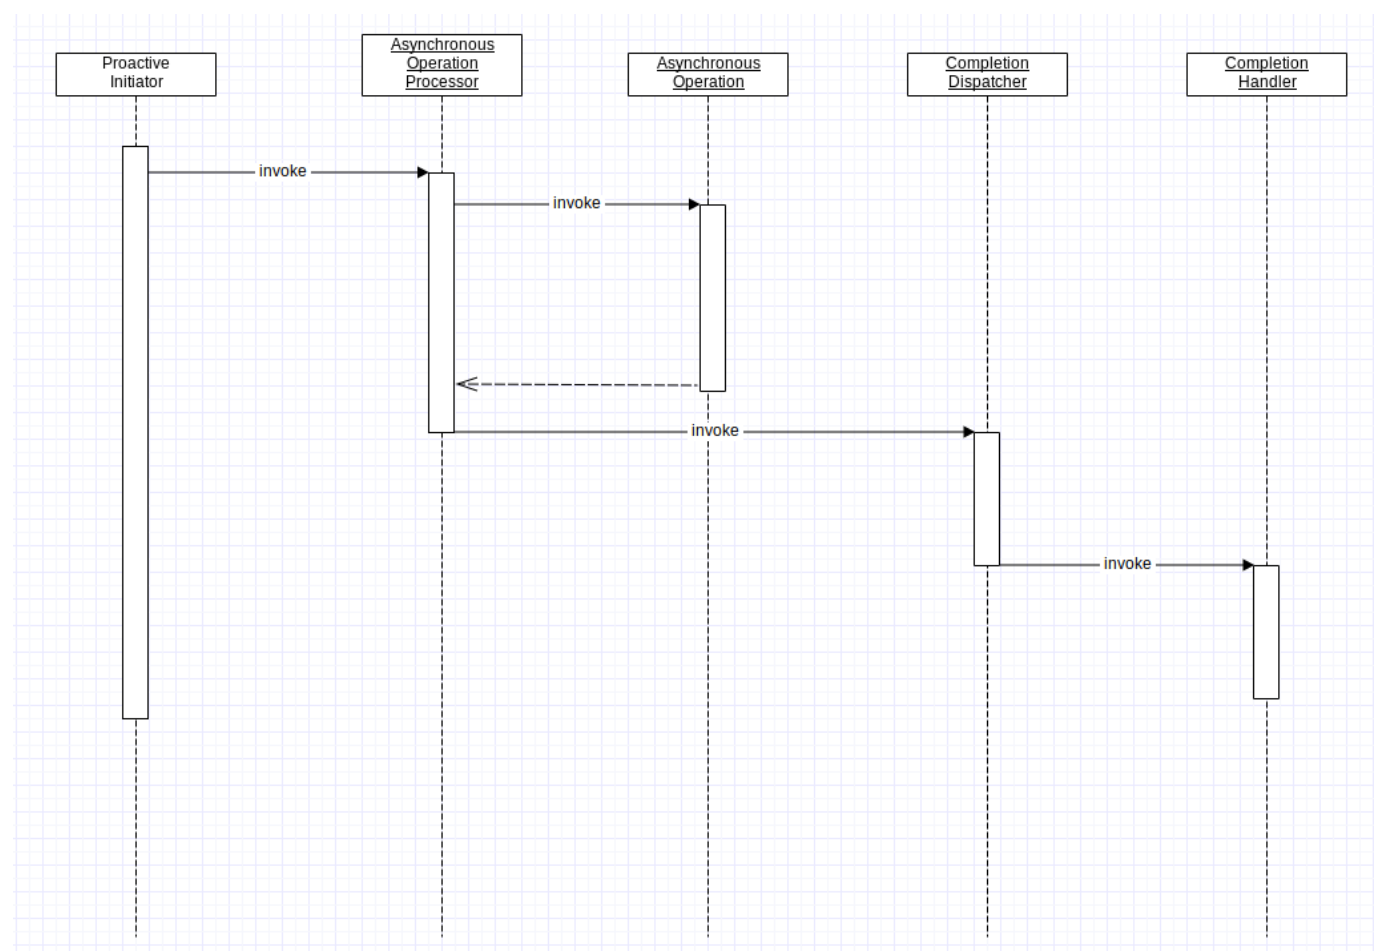 Proactive
Initiator
Asynchronous
Operation
Processor
Asynchronous
Operation
Completion
Dispatcher
Completion
Handler
invoke
invoke
invoke
invoke